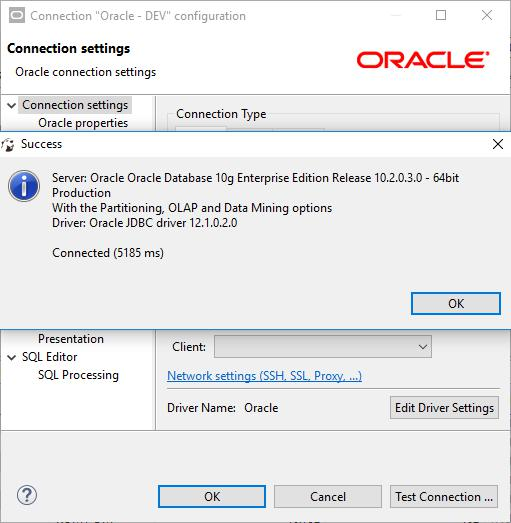 Connection "Oracle - DEV" configuration
Connection settings
Oracle connection settings
ORACLE
Connection settings
Oracle properties
Connection Type
Success
Server: Oracle Oracle Database 10g Enterprise Edition Release 10.2.0.3.0 - 64bit
Production
With the Partitioning, OLAP and Data Mining options
Driver: Oracle JDBC driver 12.1.0.2.0
Connected (5185 ms)
OK
Presentation
SQL Editor
SQL Processing
Client:
Network settings (SSH, SSL, Proxy, ...)
Driver Name: Oracle
Edit Driver Settings
?
OK
Cancel
Test Connection ...